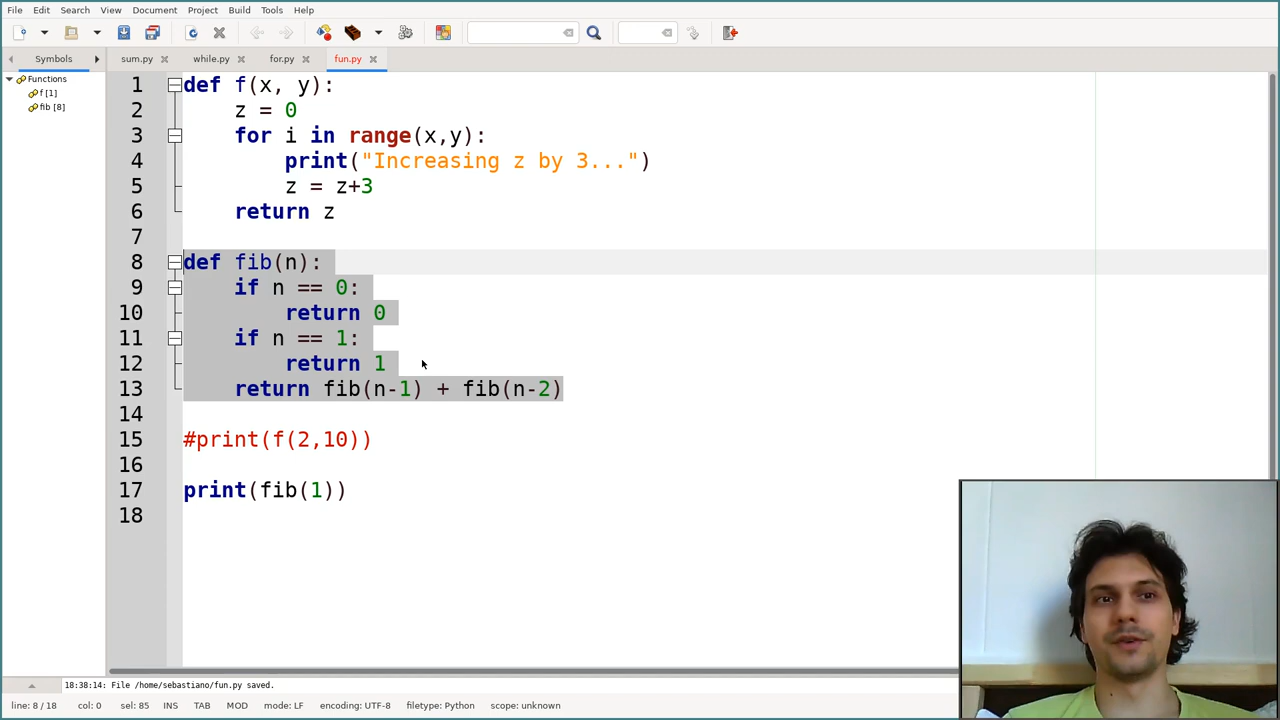 File Edit Search View Document Project Build Tools Help
Symbols sum.py while.py for.py fun.py
Functions
f [1]
fib [8]
1 def f(x, y):
2 z = 0
3 for i in range(x,y):
4 print("Increasing z by 3...")
5 z = z+3
6 return z
7
8 def fib(n):
9 if n == 0:
10 return 0
11 if n == 1:
12 return 1
13 return fib(n-1) + fib(n-2)
14
15 #print(f(2,10))
16
17 print(fib(1))
18
18:38:14: File /home/sebastiano/fun.py saved.
line: 8 / 18 col: 0 sel: 85 INS TAB MOD mode: LF encoding: UTF-8 filetype: Python scope: unknown